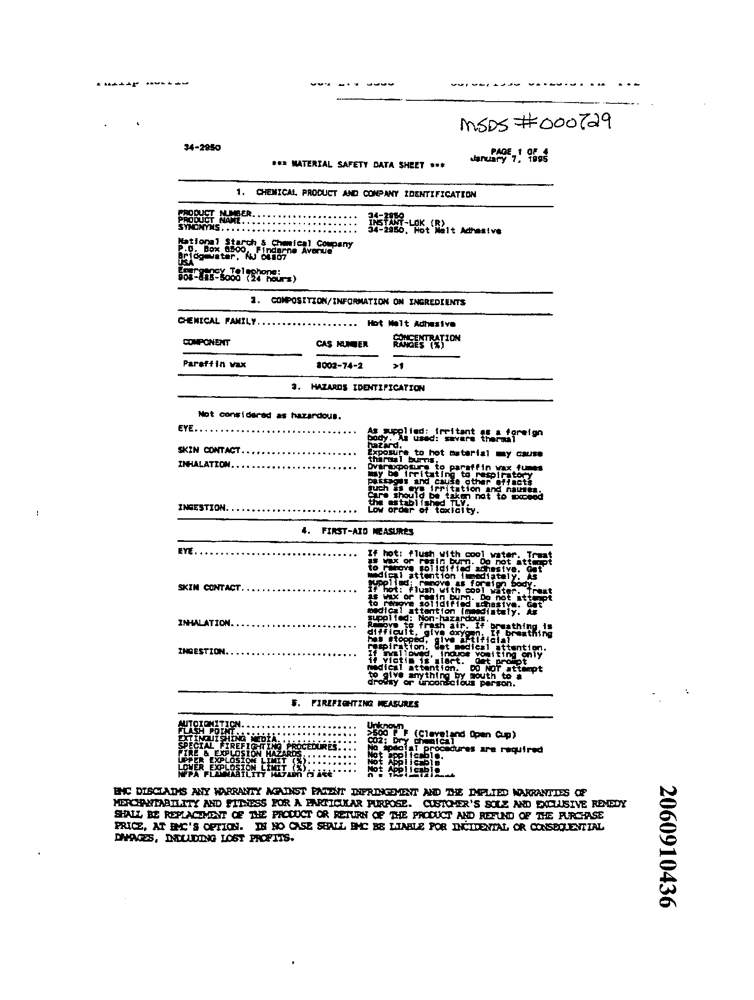 MSDS #000729
34-2950
PAGE 1 OF 4
January 7, 1995
*** MATERIAL SAFETY DATA SHEET ***
1. CHEMICAL PRODUCT AND COMPANY IDENTIFICATION
PRODUCT NUMBER..................... 34-2950
PRODUCT NAME....................... INSTANT-LOK (R)
SYNONYMS........................... 34-2950, Hot Melt Adhesive
National Starch & Chemical Company
P.O. Box 6500, Finderne Avenue
Bridgewater, NJ 08807
USA
Emergency Telephone:
908-685-5000 (24 hours)
2. COMPOSITION/INFORMATION ON INGREDIENTS
CHEMICAL FAMILY................... Hot Melt Adhesive
COMPONENT CAS NUMBER CONCENTRATION RANGES (%)
Paraffin wax 8002-74-2 >1
3. HAZARDS IDENTIFICATION
Not considered as hazardous.
EYE............................... As supplied: irritant as a foreign
body. As used: severe thermal
hazard.
SKIN CONTACT...................... Exposure to hot material may cause
thermal burns.
INHALATION........................ Overexposure to paraffin wax fumes
may be irritating to respiratory
passages and cause other effects
such as eye irritation and nausea.
Care should be taken not to exceed
the established TLV.
INGESTION......................... Low order of toxicity.
4. FIRST-AID MEASURES
EYE............................... If hot: flush with cool water. Treat
as wax or resin burn. Do not attempt
to remove solidified adhesive. Get
medical attention immediately. As
supplied: remove as foreign body.
SKIN CONTACT...................... If hot: flush with cool water. Treat
as wax or resin burn. Do not attempt
to remove solidified adhesive. Get
medical attention immediately. As
supplied: Non-hazardous.
INHALATION........................ Remove to fresh air. If breathing is
difficult, give oxygen. If breathing
has stopped, give artificial
respiration. Get medical attention.
INGESTION......................... If swallowed, induce vomiting only
if victim is alert. Get prompt
medical attention. DO NOT attempt
to give anything by mouth to a
drowsy or unconscious person.
5. FIREFIGHTING MEASURES
AUTOIGNITION...................... Unknown
FLASH POINT....................... >500 F F (Cleveland Open Cup)
EXTINGUISHING MEDIA............... CO2; Dry chemical
SPECIAL FIREFIGHTING PROCEDURES... No special procedures are required
FIRE & EXPLOSION HAZARDS.......... Not applicable.
UPPER EXPLOSION LIMIT (%)......... Not Applicable
LOWER EXPLOSION LIMIT (%)......... Not Applicable
NFPA FLAMMABILITY HAZARD CLASS
BMC DISCLAIMS ANY WARRANTY AGAINST PATENT INFRINGEMENT AND THE IMPLIED WARRANTIES OF
MERCHANTABILITY AND FITNESS FOR A PARTICULAR PURPOSE. CUSTOMER'S SOLE AND EXCLUSIVE REMEDY
SHALL BE REPLACEMENT OF THE PRODUCT OR RETURN OF THE PRODUCT AND REFUND OF THE PURCHASE
PRICE, AT BMC'S OPTION. IN NO CASE SHALL BMC BE LIABLE FOR INCIDENTAL OR CONSEQUENTIAL
DAMAGES, INCLUDING LOST PROFITS.
2060910436